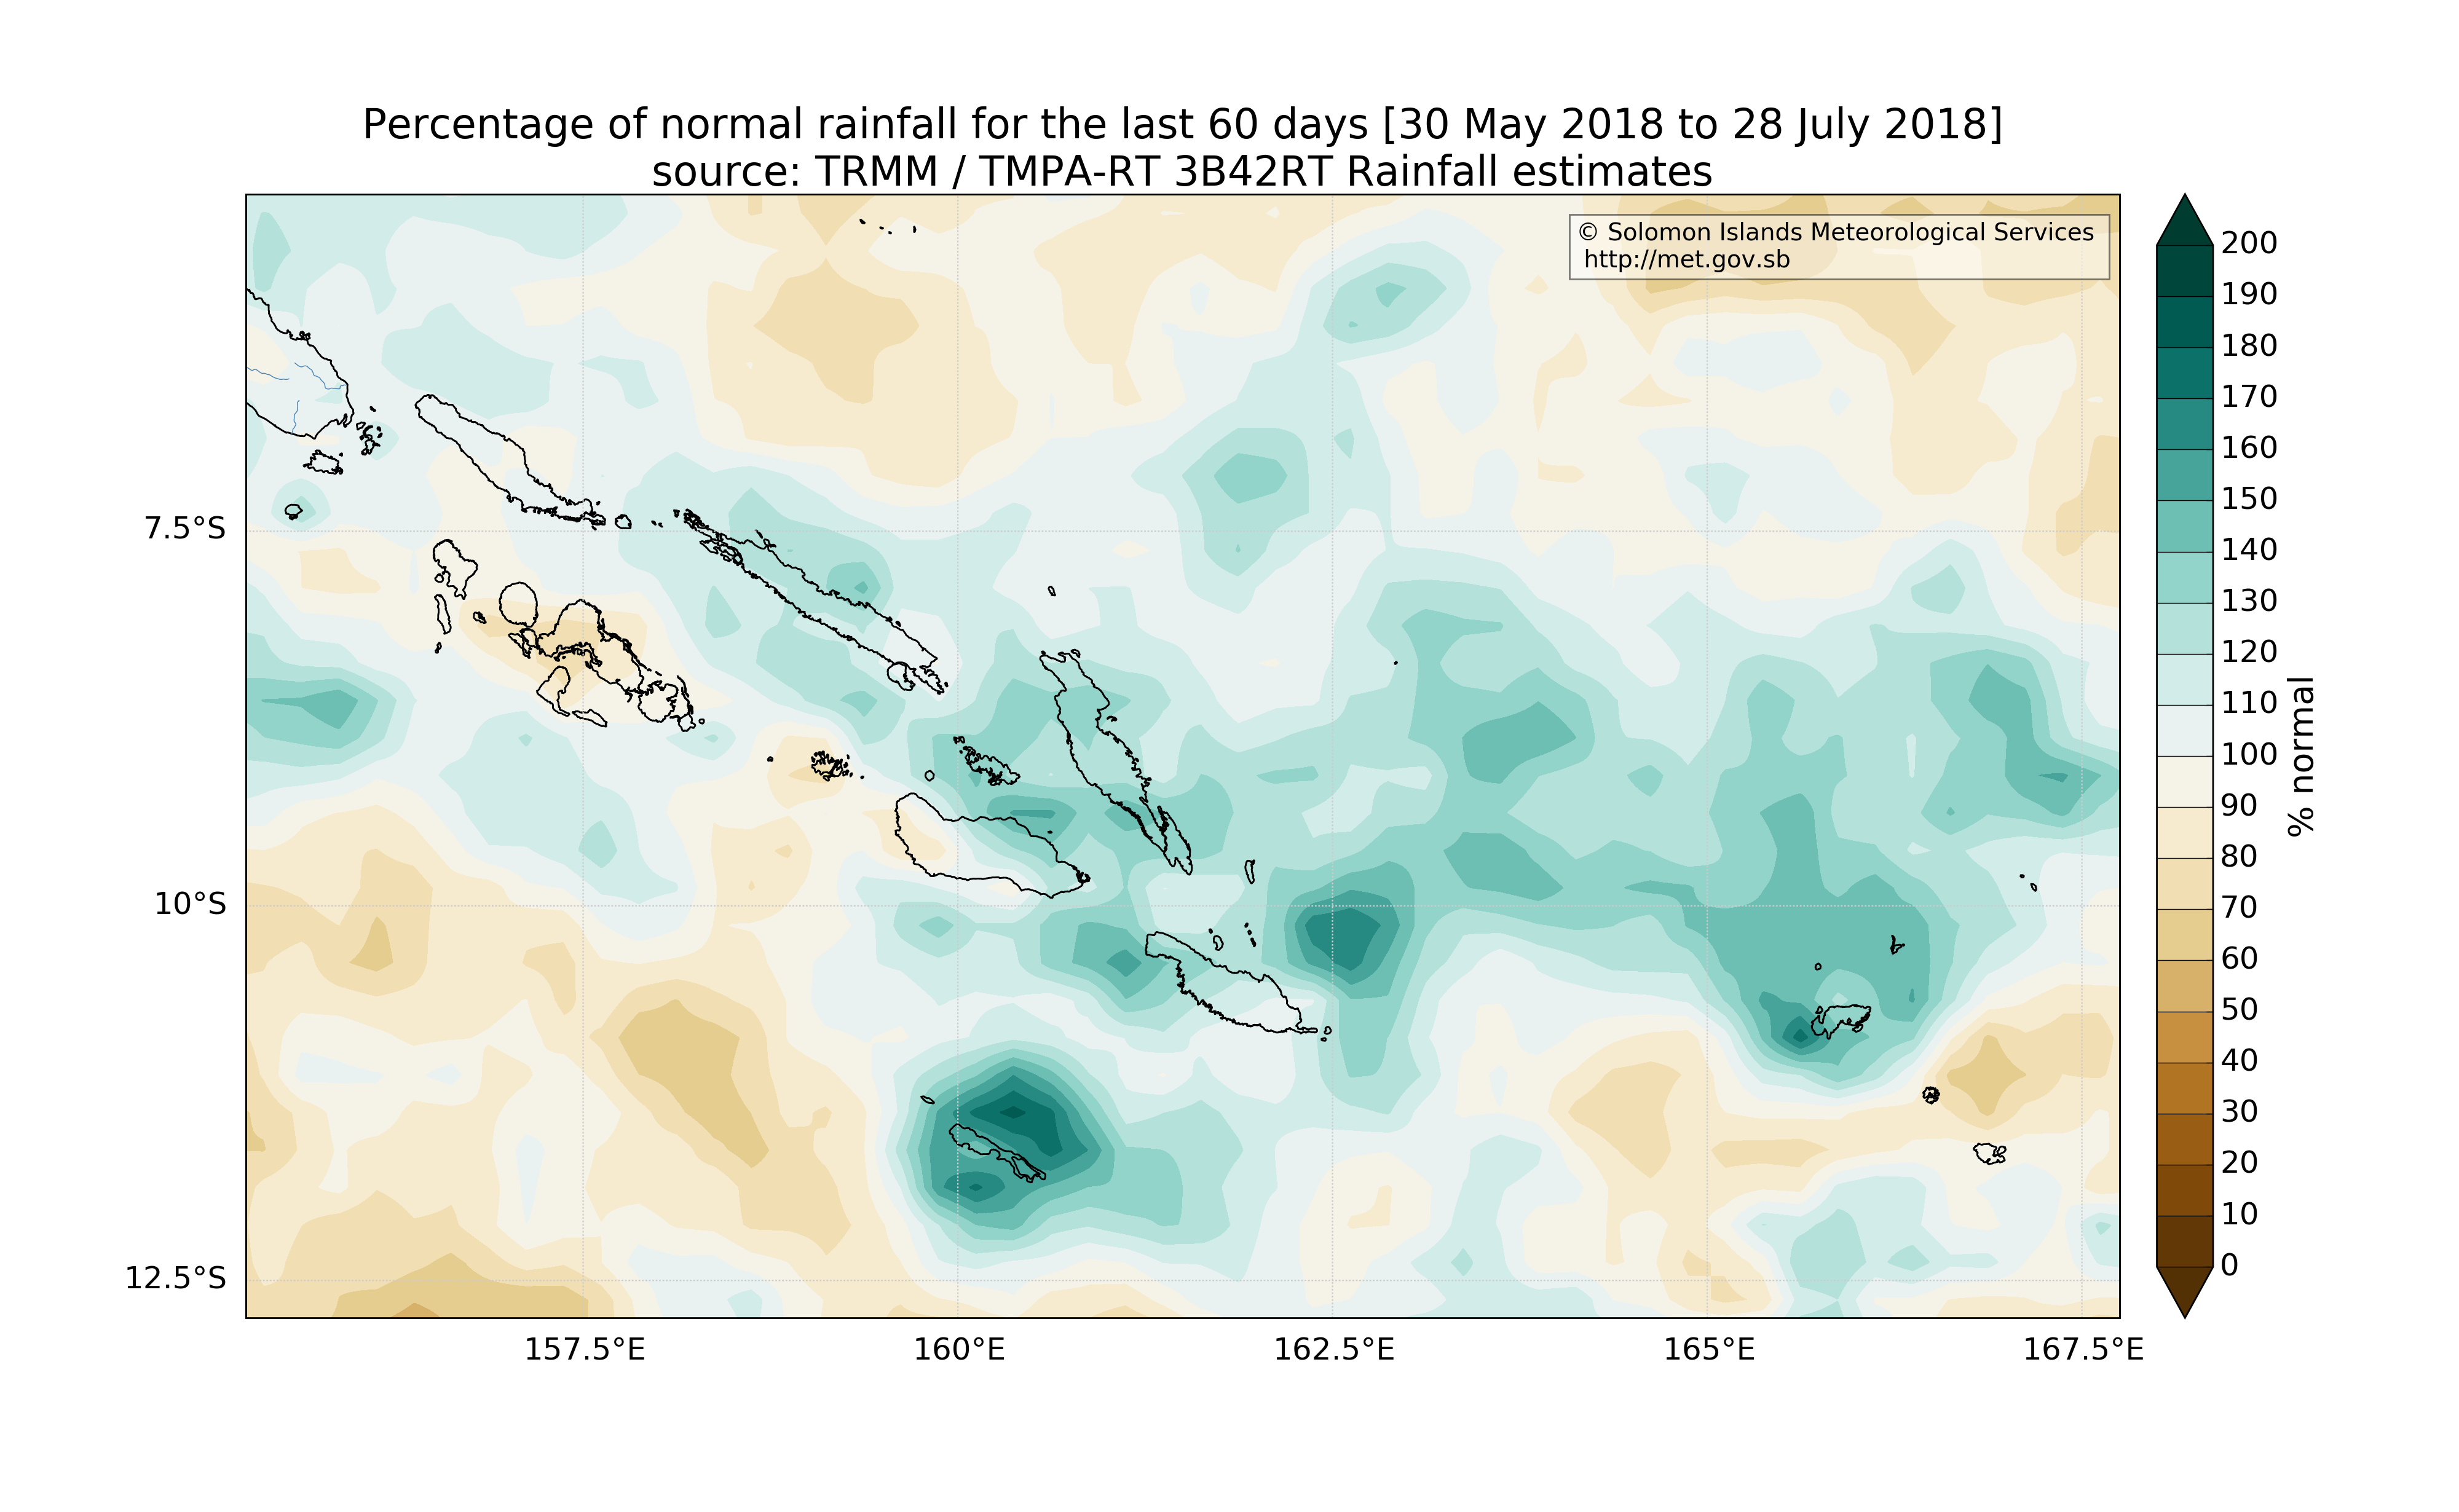 Percentage of normal rainfall for the last 60 days [30 May 2018 to 28 July 2018]
source: TRMM / TMPA-RT 3B42RT Rainfall estimates
© Solomon Islands Meteorological Services
http://met.gov.sb
7.5°S
10°S
12.5°S
157.5°E
160°E
162.5°E
165°E
167.5°E
200
190
180
170
160
150
140
130
120
110
100
90
80
70
60
50
40
30
20
10
0
% normal